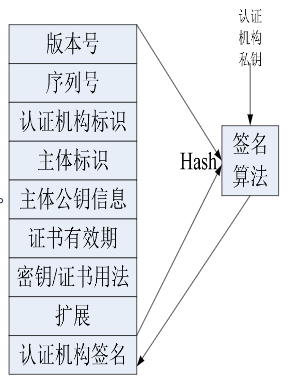 版本号
序列号
认证机构标识
主体标识
主体公钥信息
证书有效期
密钥/证书用法
扩展
认证机构签名
Hash
认证
机构
私钥
签名
算法